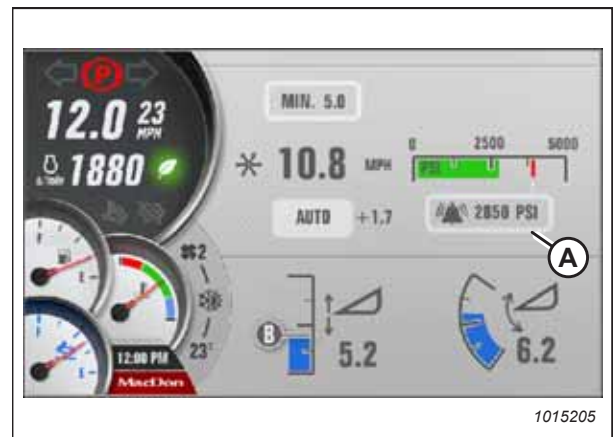 P
12.0 23 MPH
1880
MIN. 5.0
10.8 MPH
AUTO +1.7
0 2500 5000
PSI
2850 PSI
A
2
23°
F
E
F
E
12:00 PM
MacDon
B
5.2
6.2
1015205